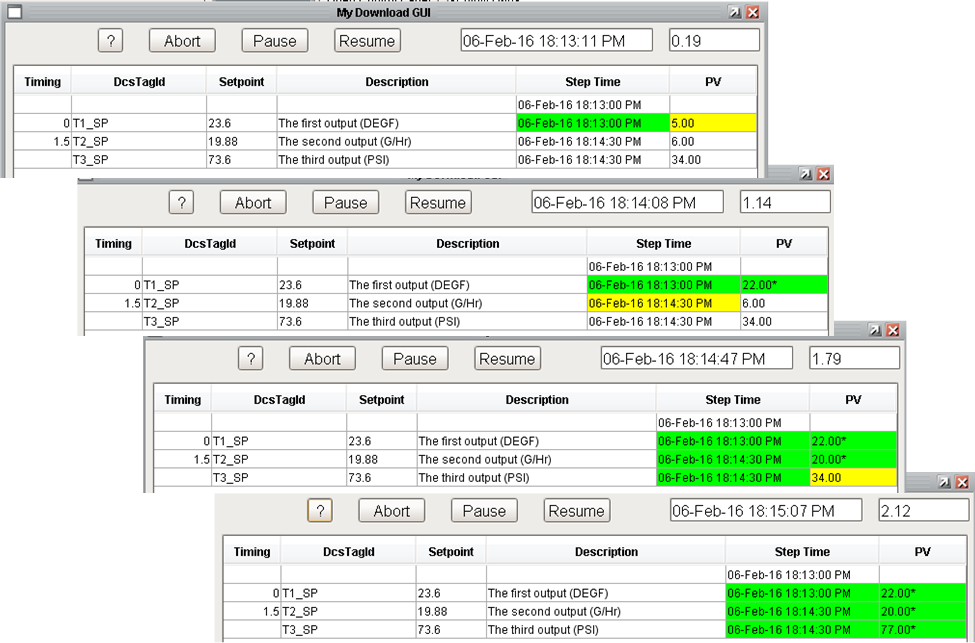 My Download GUI
? Abort Pause Resume 06-Feb-16 18:13:11 PM 0.19
Timing DcsTagId Setpoint Description Step Time PV
06-Feb-16 18:13:00 PM
0 T1_SP 23.6 The first output (DEGF) 06-Feb-16 18:13:00 PM 5.00
1.5 T2_SP 19.88 The second output (G/Hr) 06-Feb-16 18:14:30 PM 6.00
T3_SP 73.6 The third output (PSI) 06-Feb-16 18:14:30 PM 34.00
? Abort Pause Resume 06-Feb-16 18:14:08 PM 1.14
Timing DcsTagId Setpoint Description Step Time PV
06-Feb-16 18:13:00 PM
0 T1_SP 23.6 The first output (DEGF) 06-Feb-16 18:13:00 PM 22.00*
1.5 T2_SP 19.88 The second output (G/Hr) 06-Feb-16 18:14:30 PM 6.00
T3_SP 73.6 The third output (PSI) 06-Feb-16 18:14:30 PM 34.00
? Abort Pause Resume 06-Feb-16 18:14:47 PM 1.79
Timing DcsTagId Setpoint Description Step Time PV
06-Feb-16 18:13:00 PM
0 T1_SP 23.6 The first output (DEGF) 06-Feb-16 18:13:00 PM 22.00*
1.5 T2_SP 19.88 The second output (G/Hr) 06-Feb-16 18:14:30 PM 20.00*
T3_SP 73.6 The third output (PSI) 06-Feb-16 18:14:30 PM 34.00
? Abort Pause Resume 06-Feb-16 18:15:07 PM 2.12
Timing DcsTagId Setpoint Description Step Time PV
06-Feb-16 18:13:00 PM
0 T1_SP 23.6 The first output (DEGF) 06-Feb-16 18:13:00 PM 22.00*
1.5 T2_SP 19.88 The second output (G/Hr) 06-Feb-16 18:14:30 PM 20.00*
T3_SP 73.6 The third output (PSI) 06-Feb-16 18:14:30 PM 77.00*